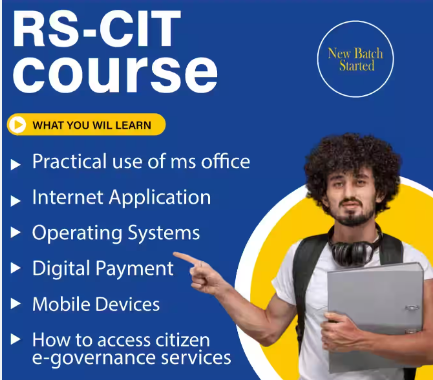 RS-CIT
course
New Batch
Started
WHAT YOU WIL LEARN
Practical use of ms office
Internet Application
Operating Systems
Digital Payment
Mobile Devices
How to access citizen
e-governance services